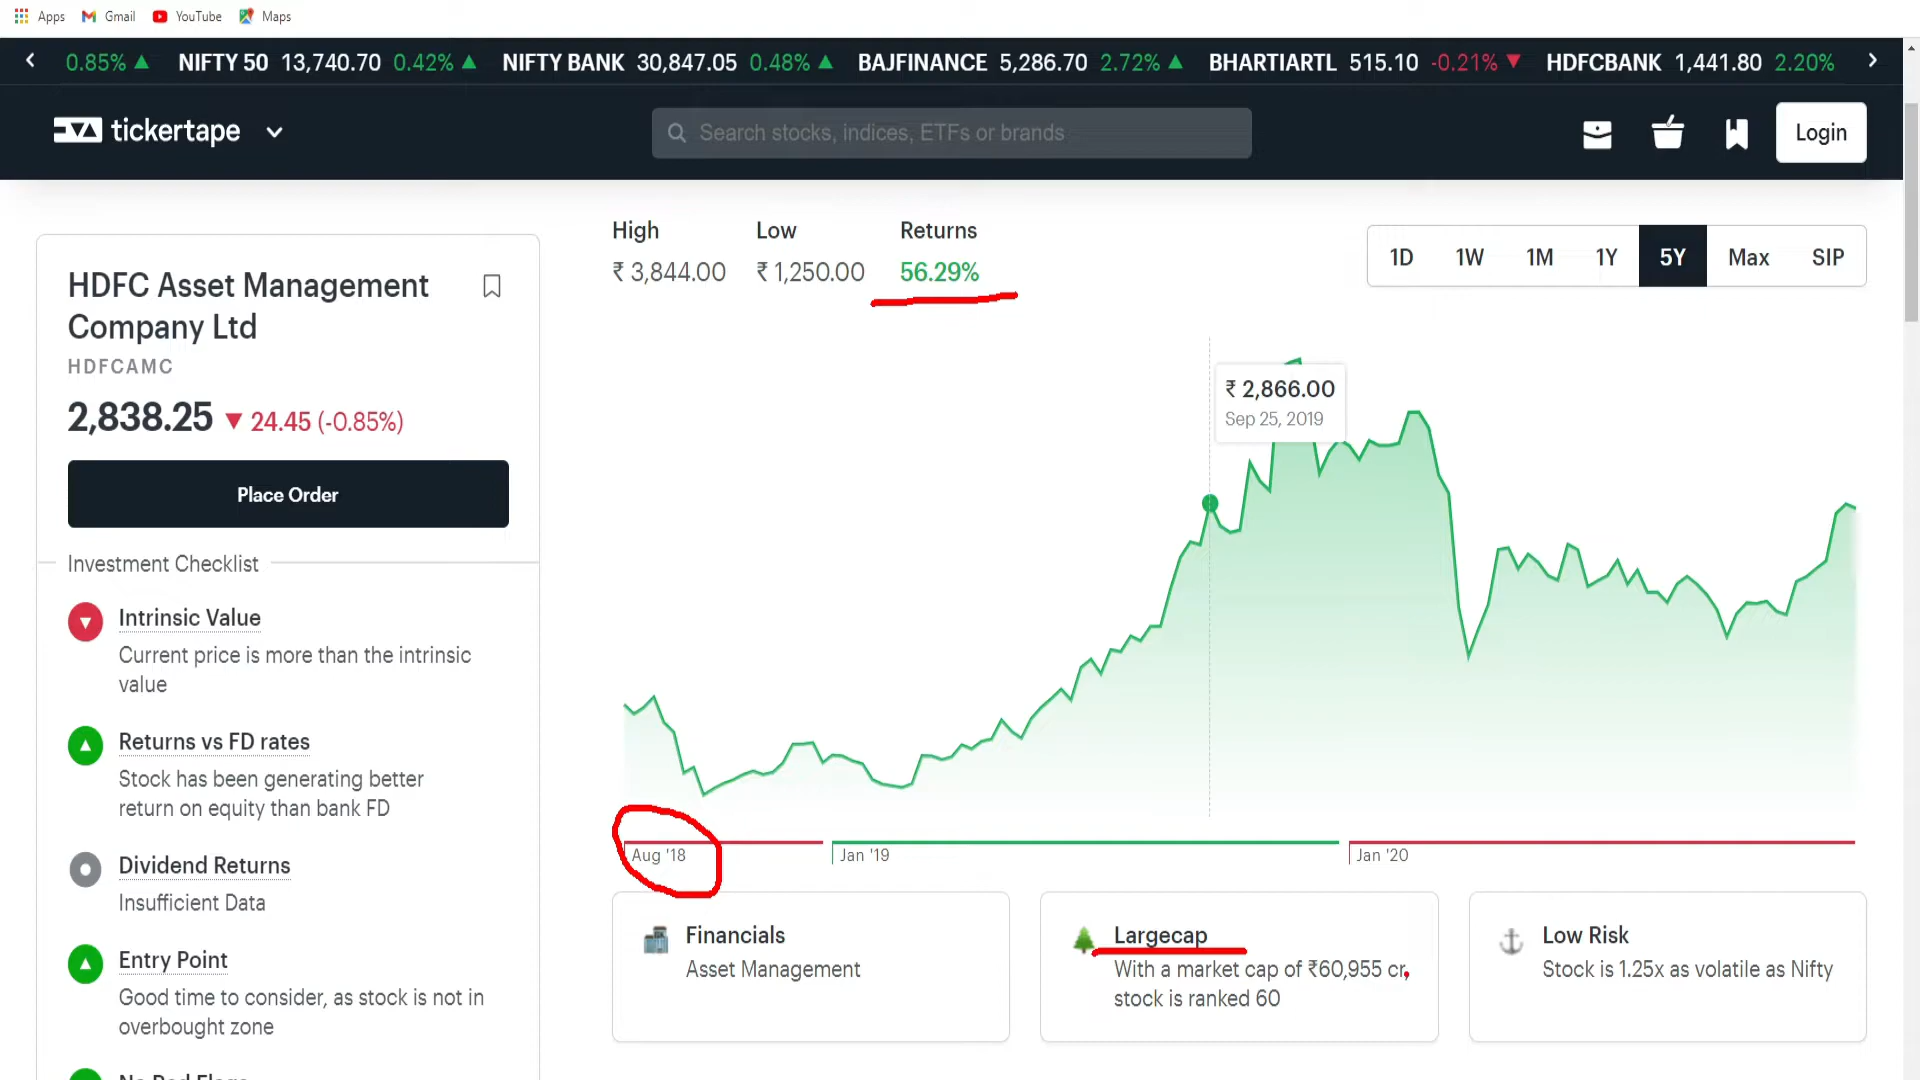 Apps Gmail YouTube Maps
0.85% ▲ NIFTY 50 13,740.70 0.42% ▲ NIFTY BANK 30,847.05 0.48% ▲ BAJFINANCE 5,286.70 2.72% ▲ BHARTIARTL 515.10 -0.21% ▼ HDFCBANK 1,441.80 2.20%
tickertape
Search stocks, indices, ETFs or brands
Login
HDFC Asset Management
Company Ltd
HDFCAMC
2,838.25 ▼ 24.45 (-0.85%)
Place Order
Investment Checklist
Intrinsic Value
Current price is more than the intrinsic
value
Returns vs FD rates
Stock has been generating better
return on equity than bank FD
Dividend Returns
Insufficient Data
Entry Point
Good time to consider, as stock is not in
overbought zone
High Low Returns
₹ 3,844.00 ₹ 1,250.00 56.29%
1D 1W 1M 1Y 5Y Max SIP
₹ 2,866.00
Sep 25, 2019
Aug '18 Jan '19 Jan '20
Financials
Asset Management
Largecap
With a market cap of ₹60,955 cr,
stock is ranked 60
Low Risk
Stock is 1.25x as volatile as Nifty